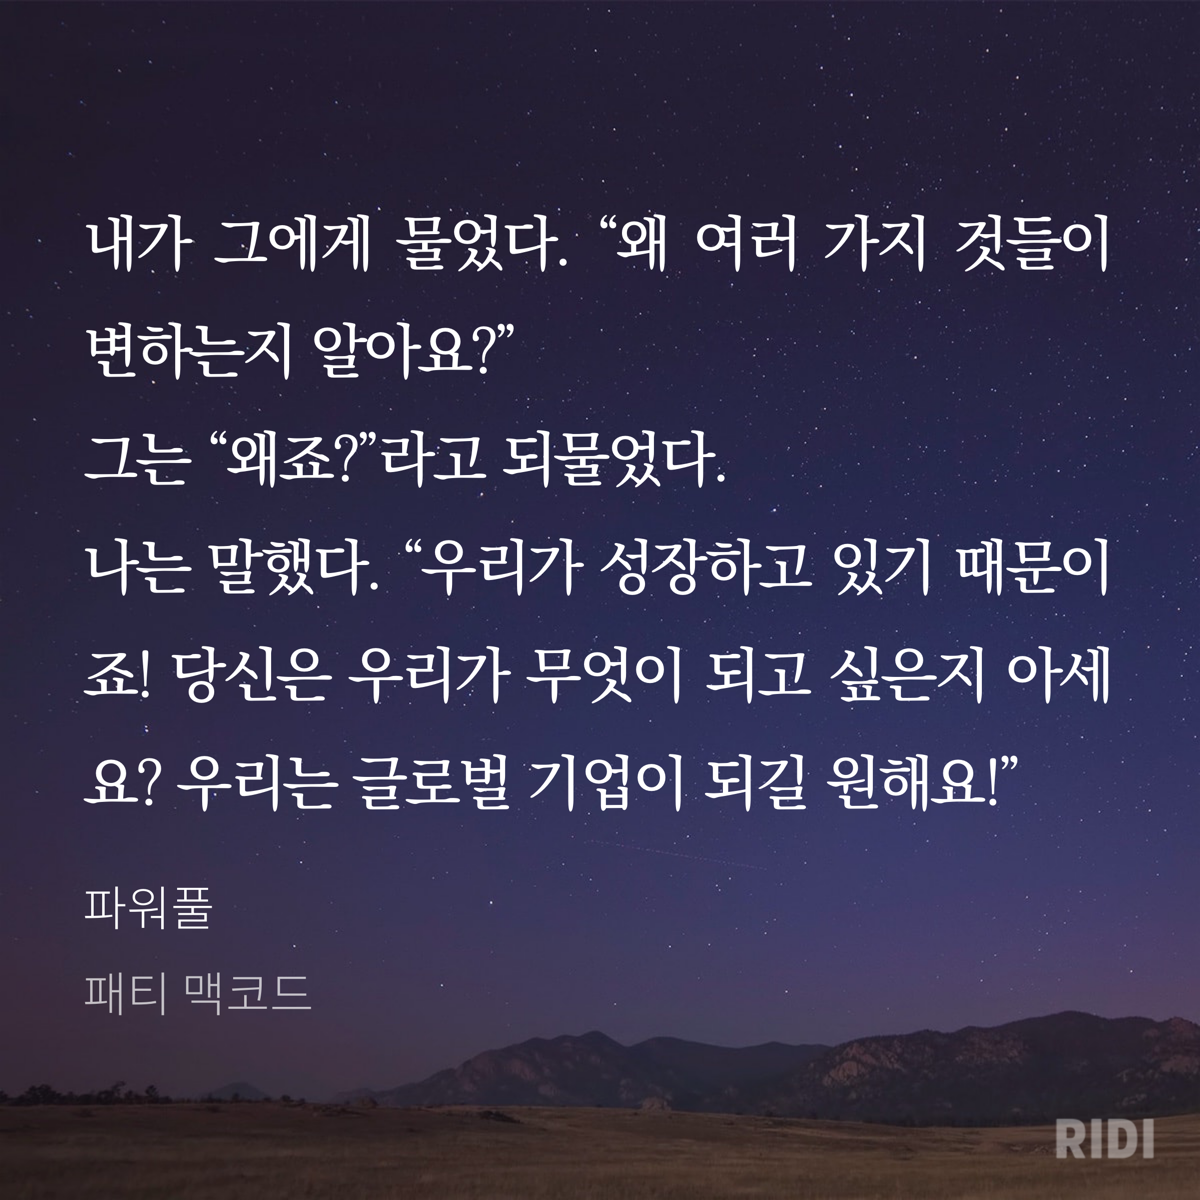 내가 그에게 물었다. “왜 여러 가지 것들이
변하는지 알아요?”
그는 “왜죠?”라고 되물었다.
나는 말했다. “우리가 성장하고 있기 때문이
죠! 당신은 우리가 무엇이 되고 싶은지 아세
요? 우리는 글로벌 기업이 되길 원해요!”
파워풀
패티 맥코드
RIDI